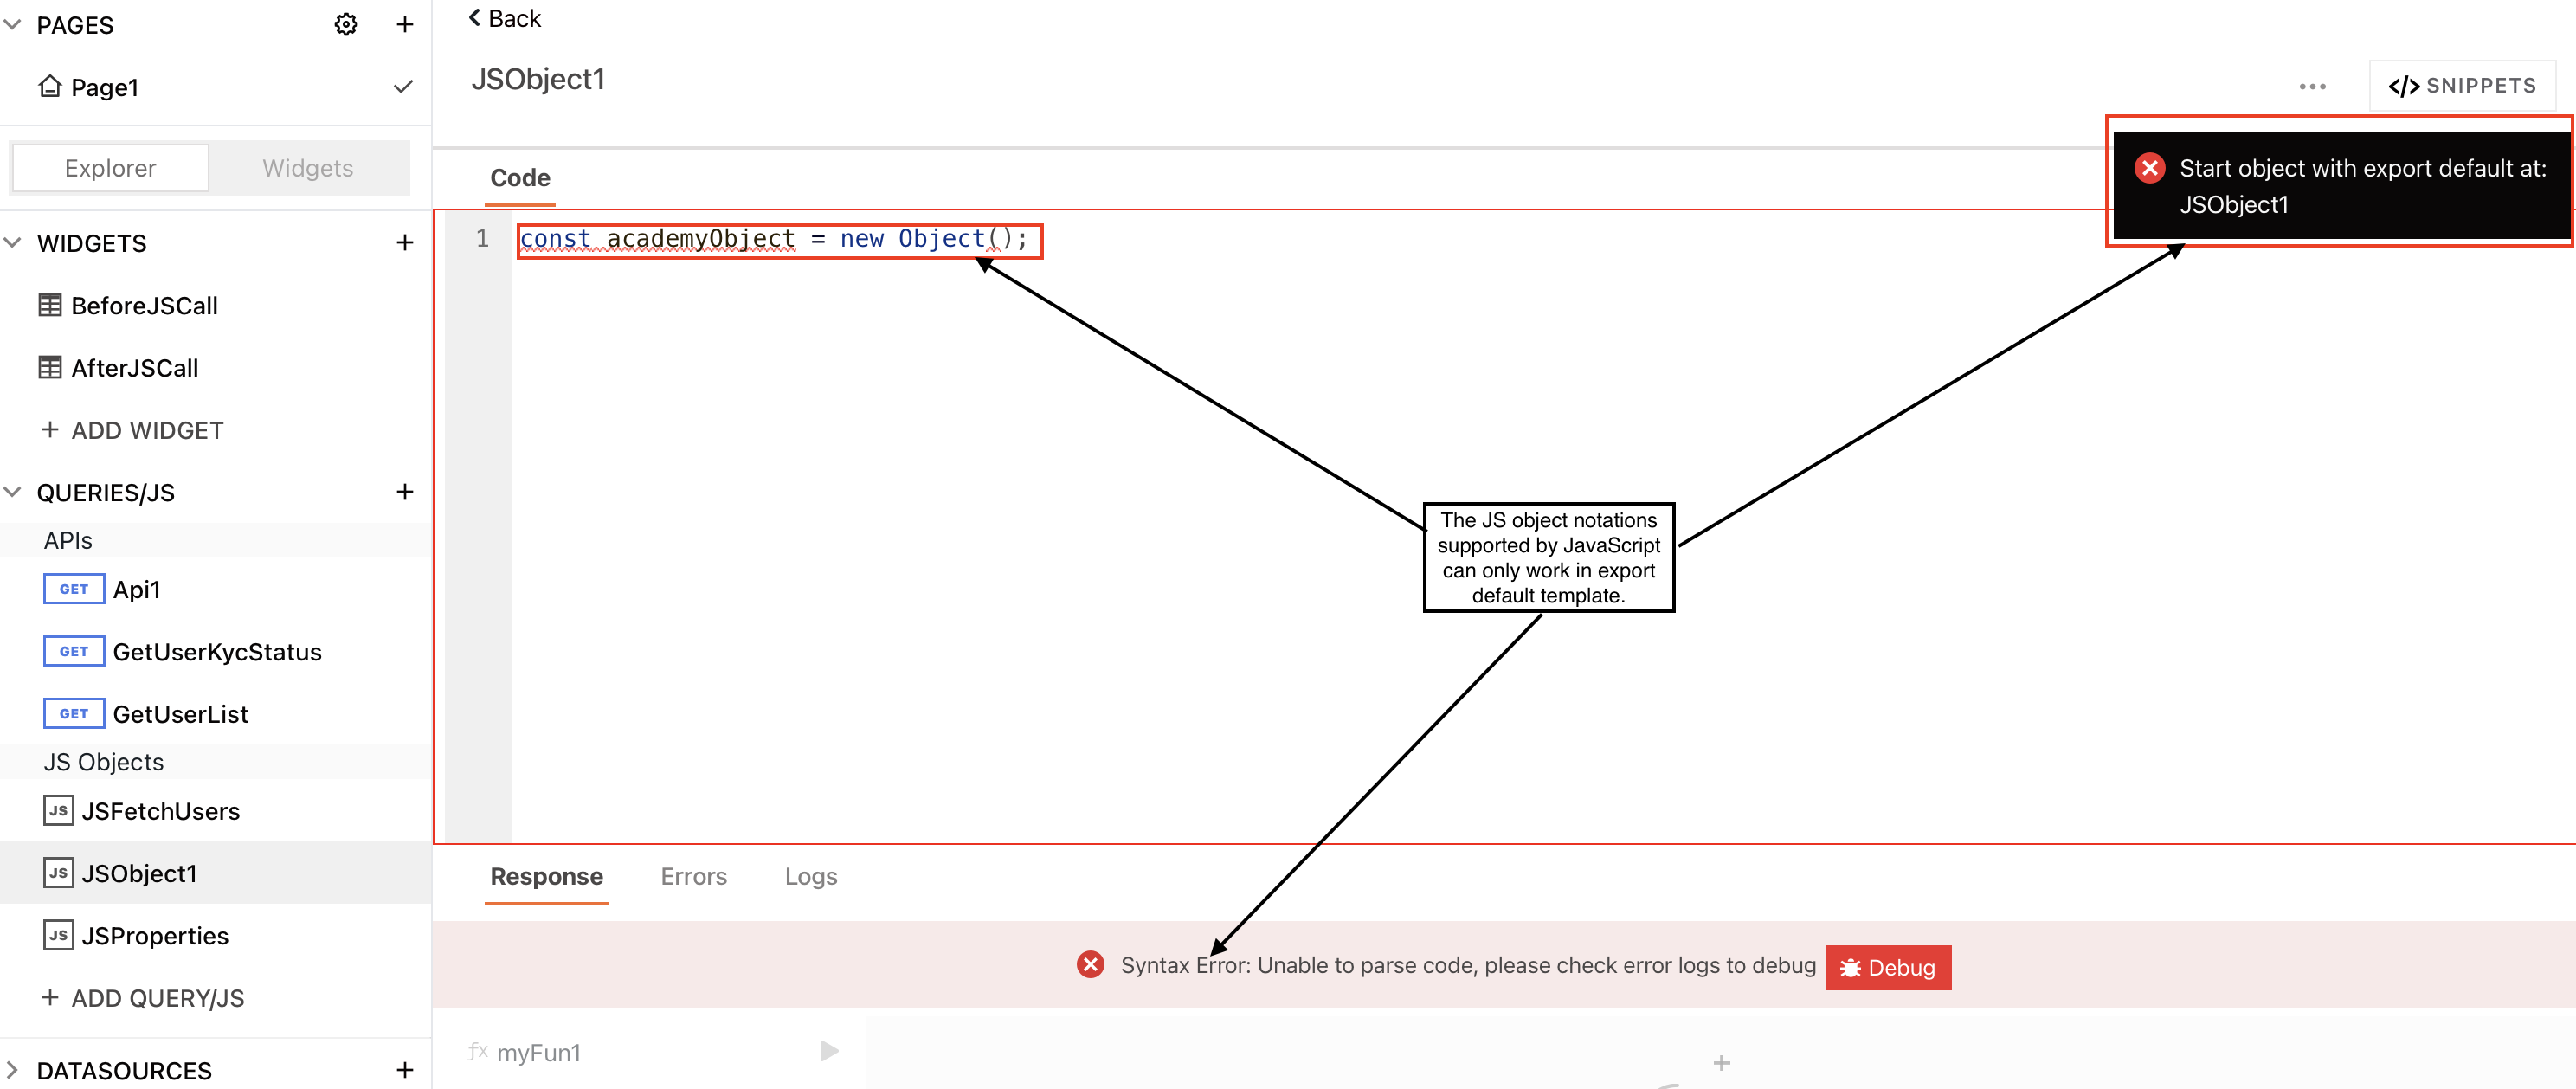 PAGES
Page1
Explorer
Widgets
WIDGETS
BeforeJSCall
AfterJSCall
ADD WIDGET
QUERIES/JS
APIs
GET Api1
GET GetUserKycStatus
GET GetUserList
JS Objects
JS JSFetchUsers
JS JSObject1
JS JSProperties
ADD QUERY/JS
DATASOURCES
Back
JSObject1
</> SNIPPETS
Start object with export default at:
JSObject1
Code
1 const academyObject = new Object();
The JS object notations
supported by JavaScript
can only work in export
default template.
Response
Errors
Logs
Syntax Error: Unable to parse code, please check error logs to debug
Debug
fx myFun1